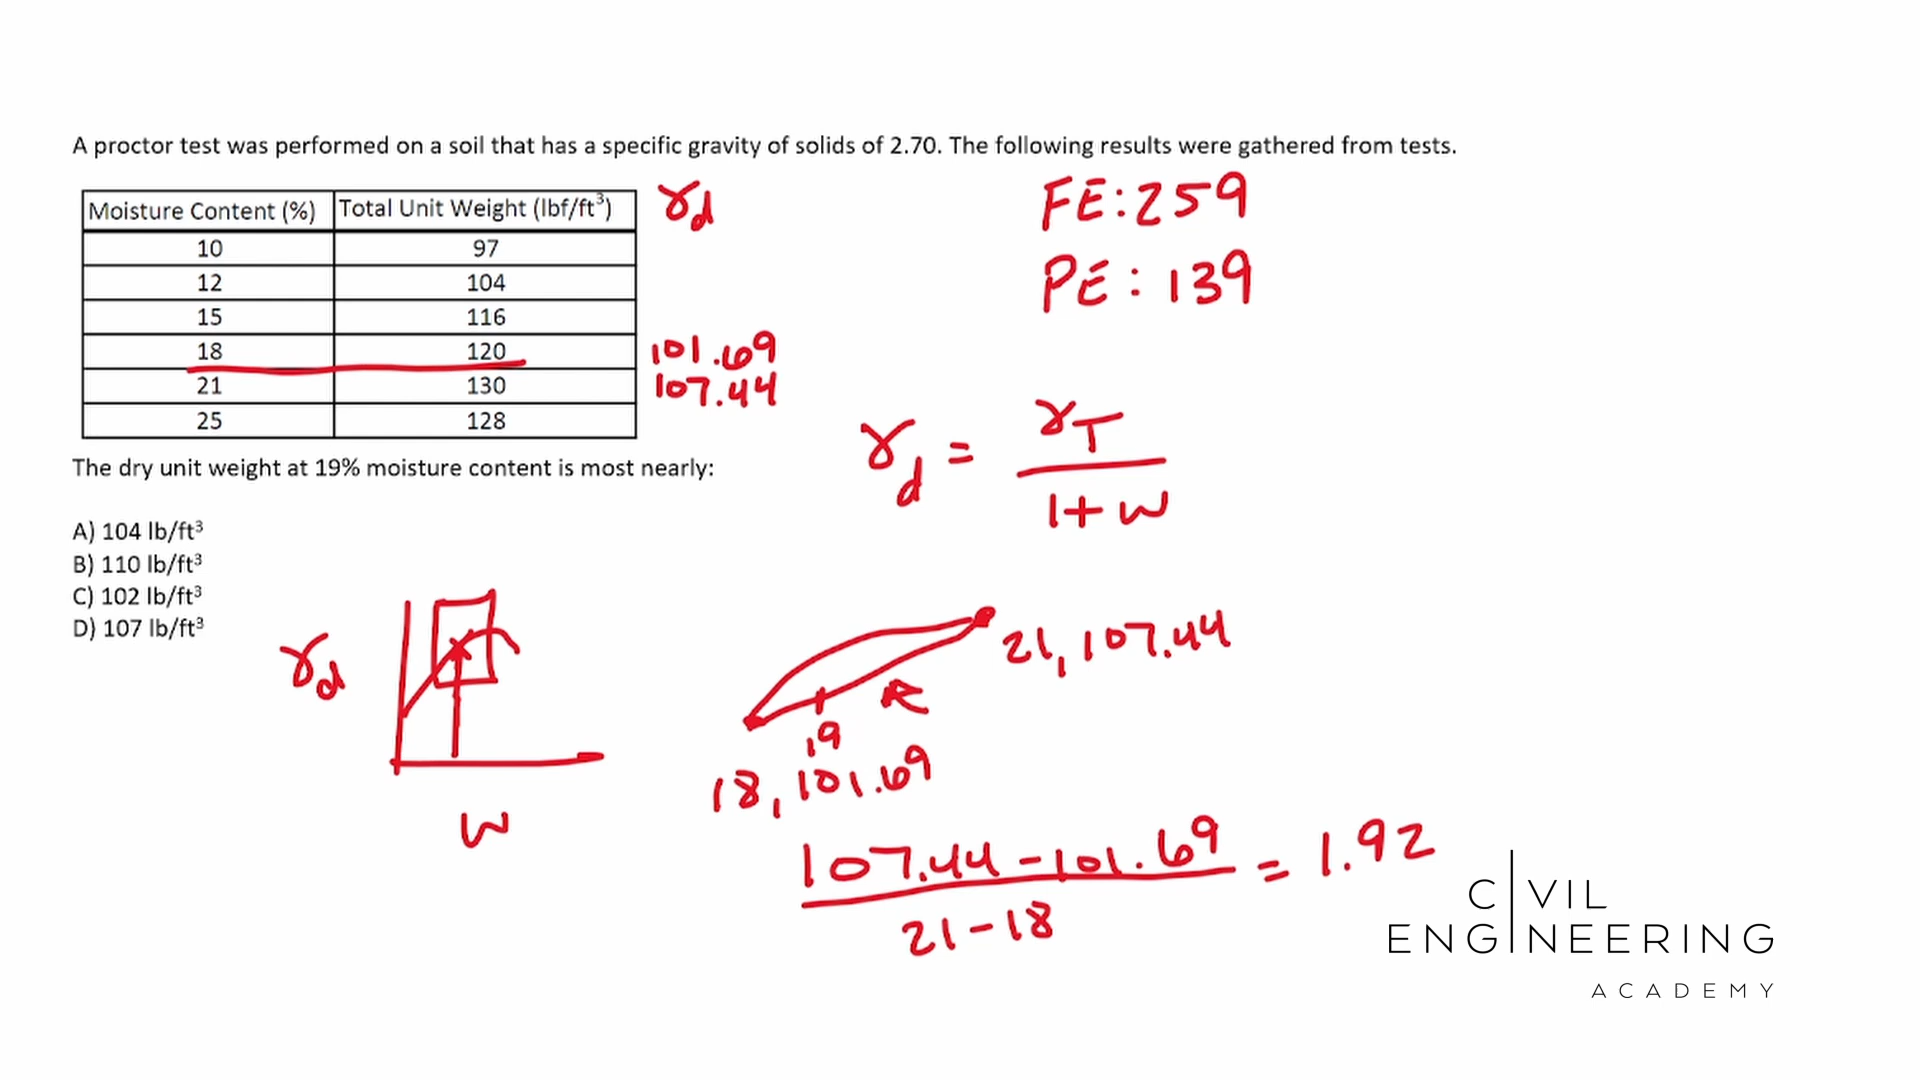 A proctor test was performed on a soil that has a specific gravity of solids of 2.70. The following results were gathered from tests.
Moisture Content (%) Total Unit Weight (lbf/ft³) γd
10 97
12 104
15 116
18 120 101.69
21 130 107.44
25 128
FE: 259
PE: 139
γd = γT / 1+w
The dry unit weight at 19% moisture content is most nearly:
A) 104 lb/ft³
B) 110 lb/ft³
C) 102 lb/ft³
D) 107 lb/ft³
γd
w
21, 107.44
19
18, 101.69
107.44 - 101.69 / 21 - 18 = 1.92
CIVIL
ENGINEERING
ACADEMY